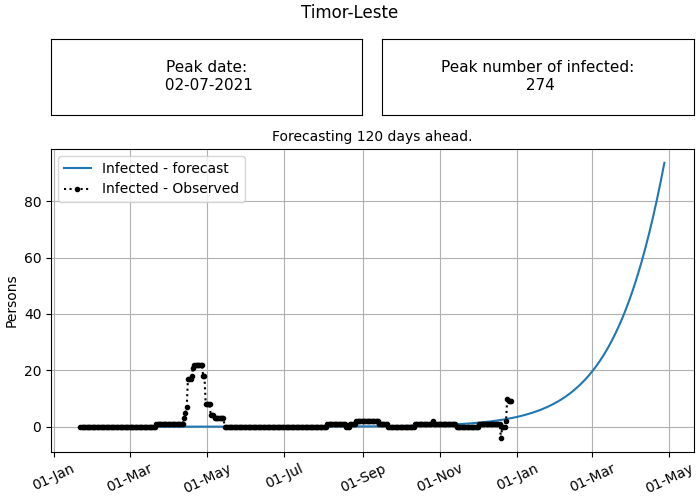 Timor-Leste
Peak date:
02-07-2021
Peak number of infected:
274
Forecasting 120 days ahead.
Infected - forecast
Infected - Observed
Persons
80
60
40
20
0
01-Jan
01-Mar
01-May
01-Jul
01-Sep
01-Nov
01-Jan
01-Mar
01-May